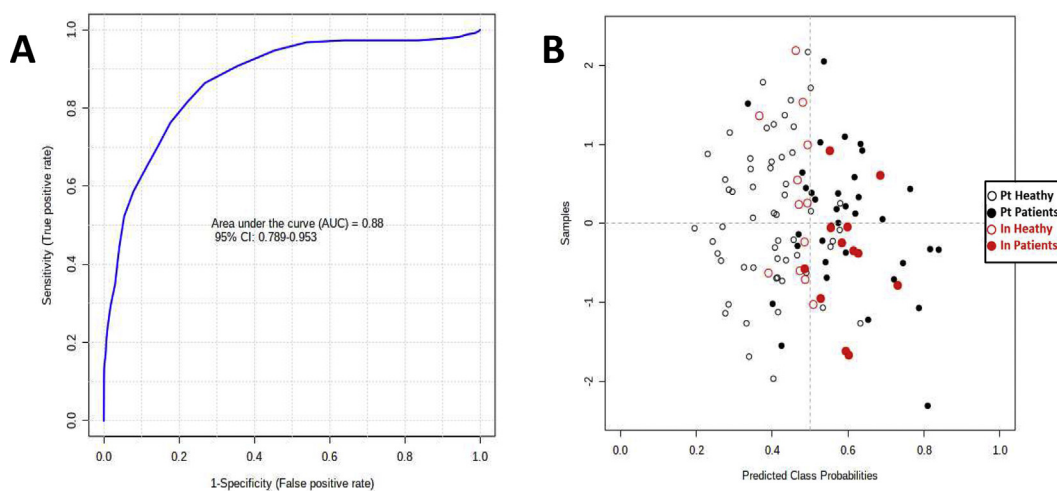 A
1.0
0.8
0.6
0.4
0.2
0.0
Sensitivity (True positive rate)
Area under the curve (AUC) = 0.88
95% CI: 0.789-0.953
0.0 0.2 0.4 0.6 0.8 1.0
1-Specificity (False positive rate)
B
2
1
0
-1
-2
Samples
0.0 0.2 0.4 0.6 0.8 1.0
Predicted Class Probabilities
Pt Heathy
Pt Patients
In Heathy
In Patients